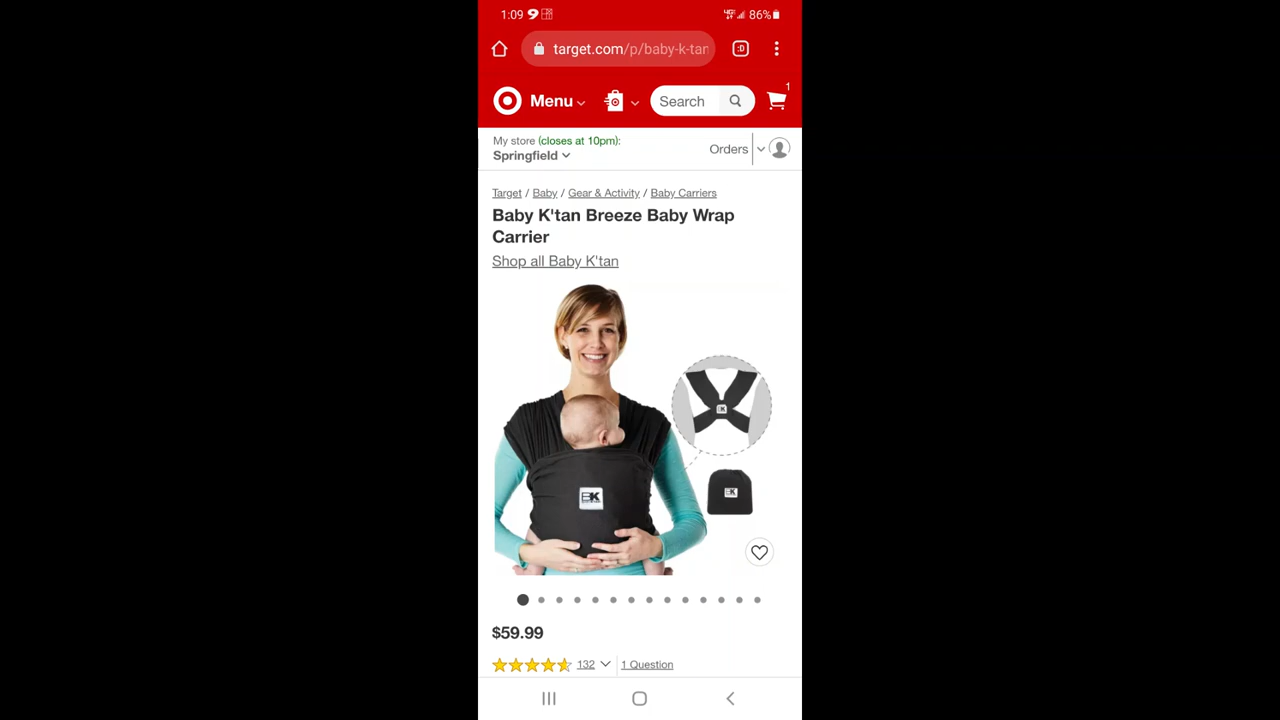 1:09
86%
target.com/p/baby-k-tan
:D
Menu
Search
1
My store (closes at 10pm):
Springfield
Orders
Target / Baby / Gear & Activity / Baby Carriers
Baby K'tan Breeze Baby Wrap
Carrier
Shop all Baby K'tan
$59.99
132
1 Question